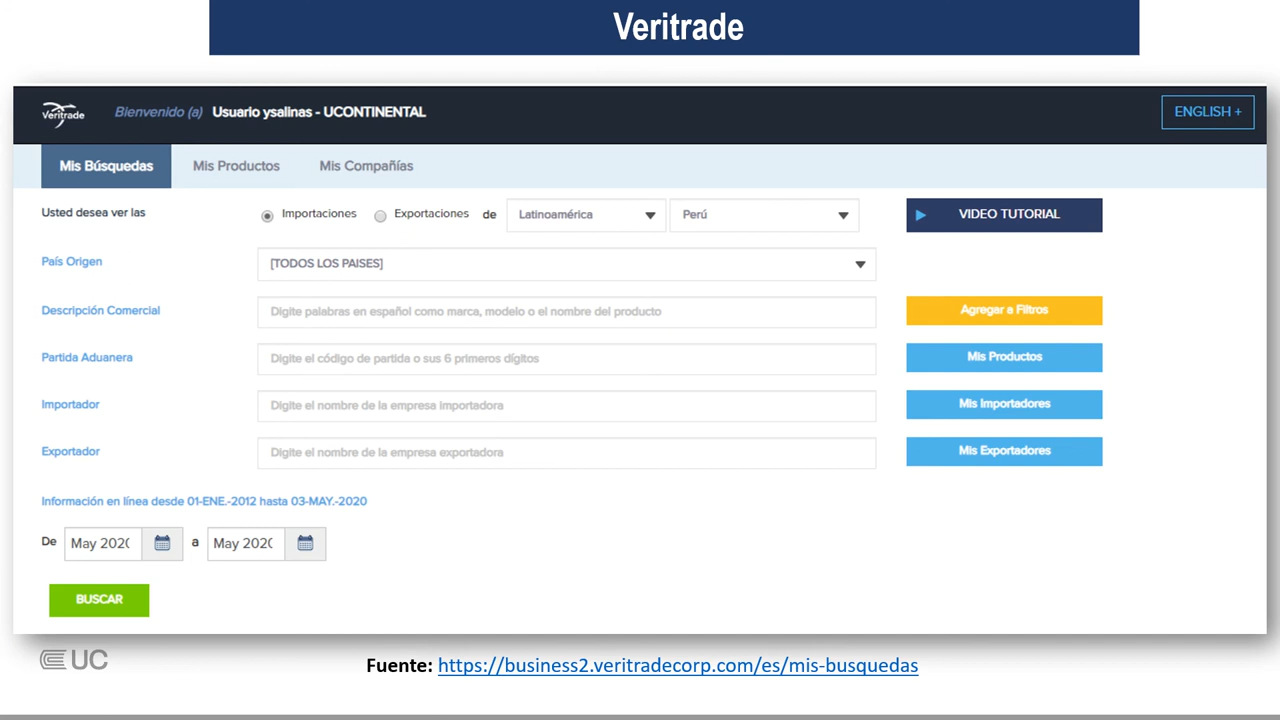 Veritrade
Veritrade Bienvenido (a) Usuario ysalinas - UCONTINENTAL ENGLISH +
Mis Búsquedas Mis Productos Mis Compañías
Usted desea ver las Importaciones Exportaciones de Latinoamérica Perú VIDEO TUTORIAL
País Origen [TODOS LOS PAISES]
Descripción Comercial Digite palabras en español como marca, modelo o el nombre del producto Agregar a Filtros
Partida Aduanera Digite el código de partida o sus 6 primeros dígitos Mis Productos
Importador Digite el nombre de la empresa importadora Mis Importadores
Exportador Digite el nombre de la empresa exportadora Mis Exportadores
Información en línea desde 01-ENE.-2012 hasta 03-MAY.-2020
De May 202 a May 202
BUSCAR
UC Fuente: https://business2.veritradecorp.com/es/mis-busquedas